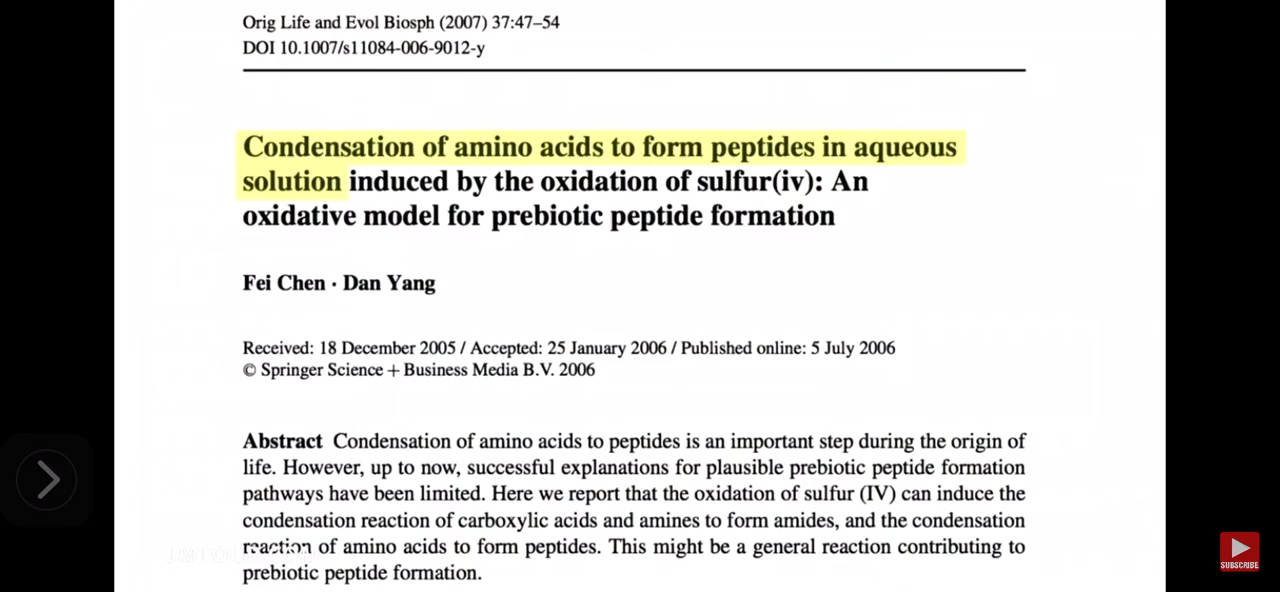 Orig Life and Evol Biosph (2007) 37:47–54
DOI 10.1007/s11084-006-9012-y
Condensation of amino acids to form peptides in aqueous
solution induced by the oxidation of sulfur(iv): An
oxidative model for prebiotic peptide formation
Fei Chen · Dan Yang
Received: 18 December 2005 / Accepted: 25 January 2006 / Published online: 5 July 2006
© Springer Science + Business Media B.V. 2006
Abstract Condensation of amino acids to peptides is an important step during the origin of
life. However, up to now, successful explanations for plausible prebiotic peptide formation
pathways have been limited. Here we report that the oxidation of sulfur (IV) can induce the
condensation reaction of carboxylic acids and amines to form amides, and the condensation
reaction of amino acids to form peptides. This might be a general reaction contributing to
prebiotic peptide formation.
SUBSCRIBE